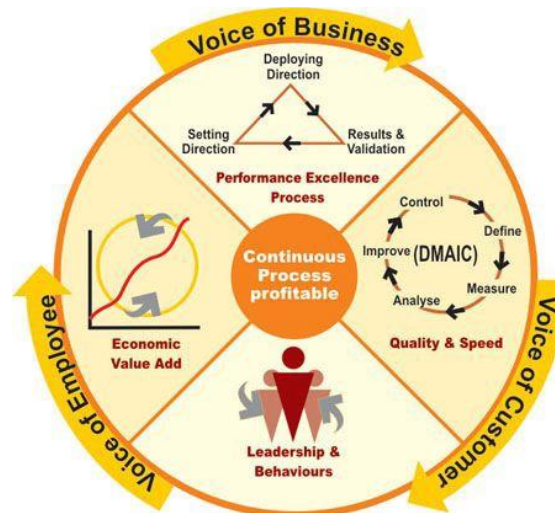 Voice of Business
Deploying
Direction
Setting
Direction
Results &
Validation
Performance Excellence
Process
Control
Define
Improve
(DMAIC)
Measure
Analyse
Quality & Speed
Continuous
Process
profitable
Economic
Value Add
Leadership &
Behaviours
Voice of Employee
Voice of Customer